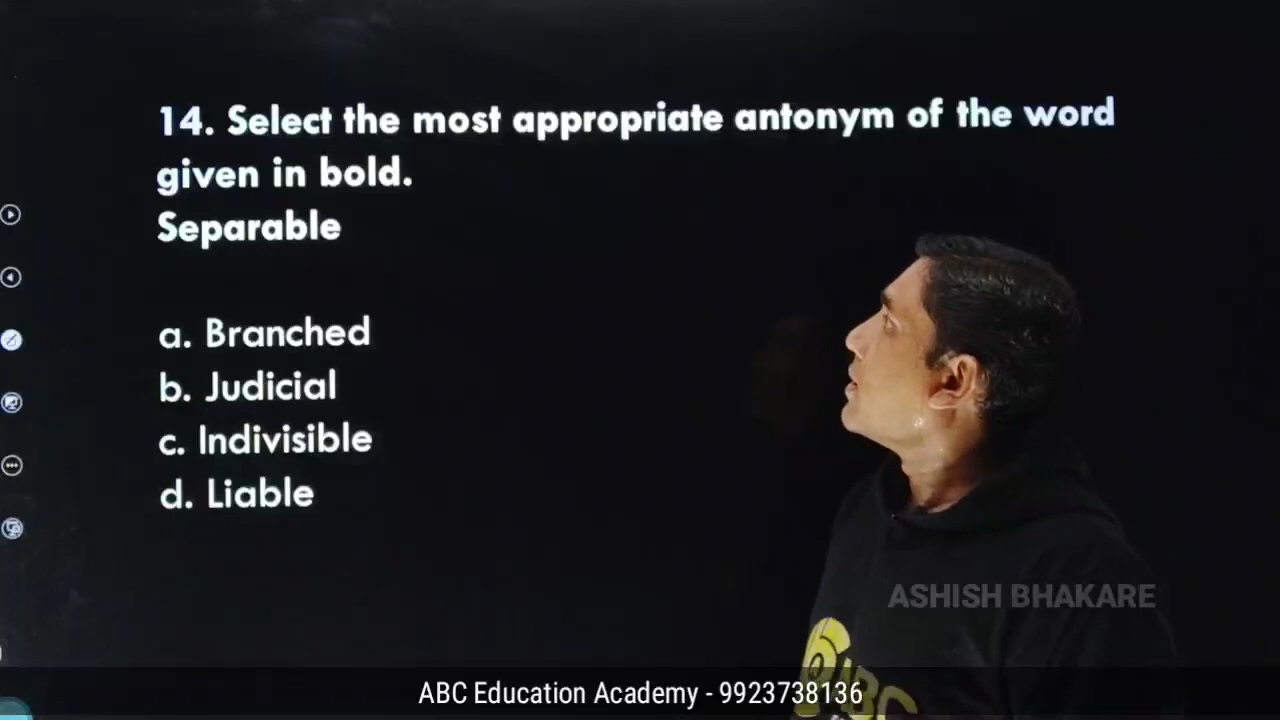 14. Select the most appropriate antonym of the word
given in bold.
Separable
a. Branched
b. Judicial
c. Indivisible
d. Liable
ASHISH BHAKARE
ABC
ABC Education Academy - 9923738136